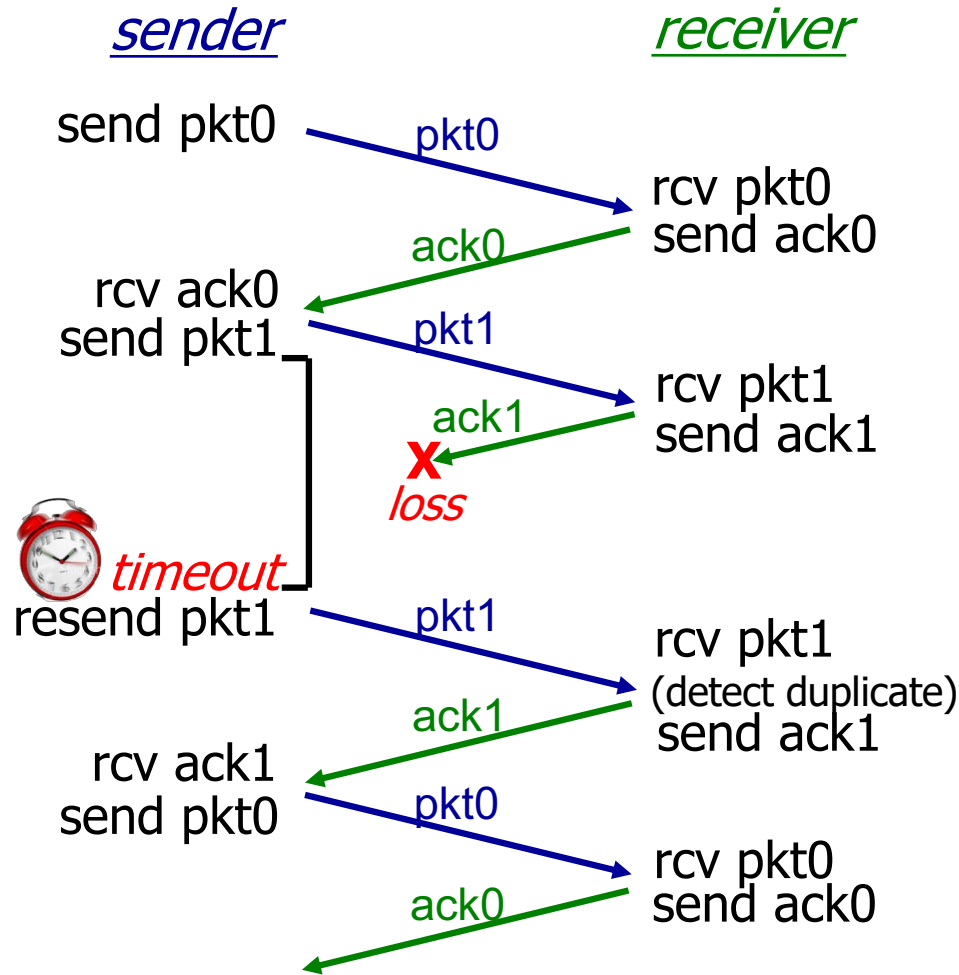 sender
receiver
send pkt0
pkt0
rcv pkt0
send ack0
ack0
rcv ack0
send pkt1
pkt1
rcv pkt1
send ack1
ack1
X
loss
timeout
resend pkt1
pkt1
rcv pkt1
(detect duplicate)
send ack1
ack1
rcv ack1
send pkt0
pkt0
rcv pkt0
send ack0
ack0